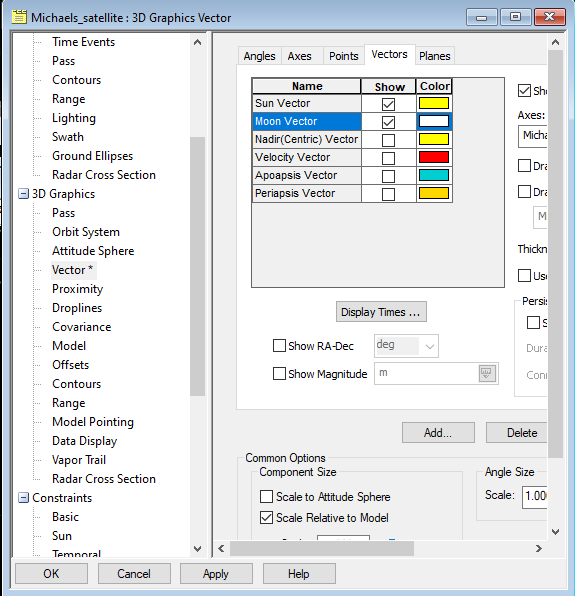 Michaels_satellite : 3D Graphics Vector
Time Events
Pass
Contours
Range
Lighting
Swath
Ground Ellipses
Radar Cross Section
3D Graphics
Pass
Orbit System
Attitude Sphere
Vector *
Proximity
Droplines
Covariance
Model
Offsets
Contours
Range
Model Pointing
Data Display
Vapor Trail
Radar Cross Section
Constraints
Basic
Sun
Temporal
Angles Axes Points Vectors Planes
Name Show Color
Sun Vector
Moon Vector
Nadir(Centric) Vector
Velocity Vector
Apoapsis Vector
Periapsis Vector
Display Times ...
Show RA-Dec deg
Show Magnitude m
Sho
Axes:
Micha
Dra
Dra
M
Thickn
Use
Persis
S
Dura
Conn
Add... Delete
Common Options
Component Size
Scale to Attitude Sphere
Scale Relative to Model
Angle Size
Scale: 1.000
OK Cancel Apply Help